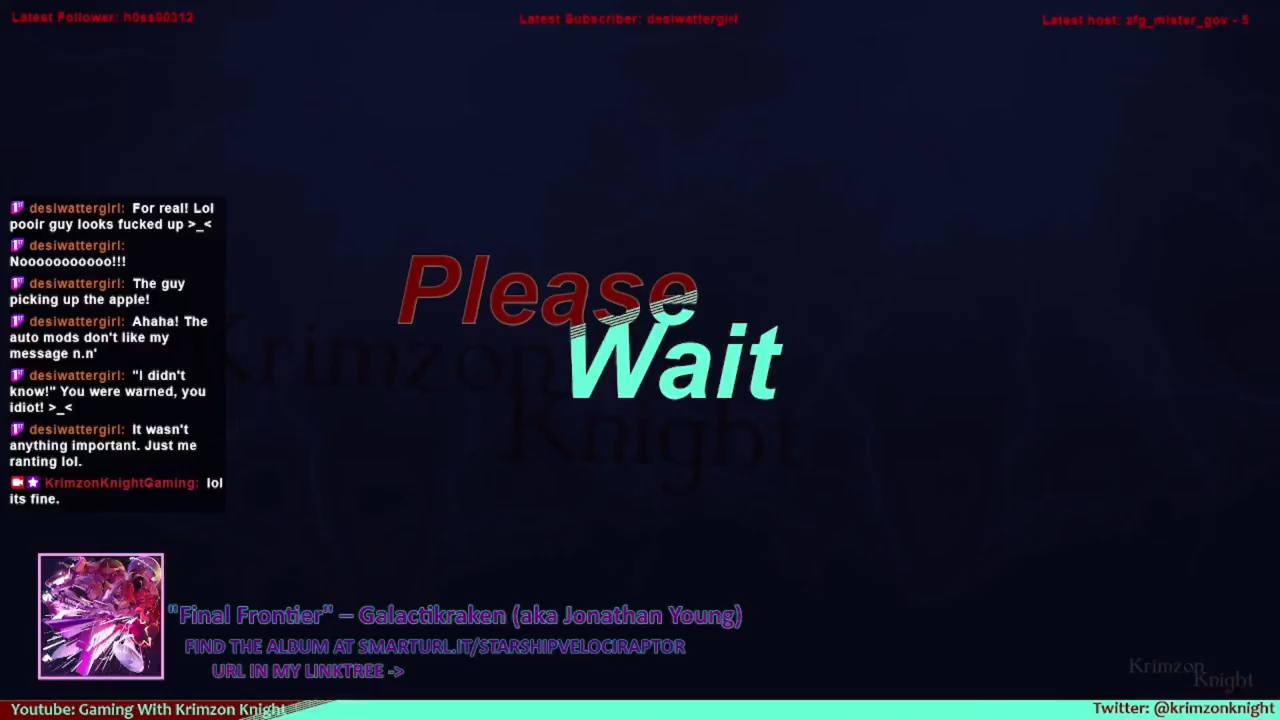 Latest Follower: h0ss00312
Latest Subscriber: desiwattergirl
Latest host: zfg_mister_gov - 5
desiwattergirl: For real! Lol
poolr guy looks fucked up >_<
desiwattergirl:
Nooooooooooo!!!
desiwattergirl: The guy
picking up the apple!
desiwattergirl: Ahaha! The
auto mods don't like my
message n.n'
desiwattergirl: "I didn't
know!" You were warned, you
idiot! >_<
desiwattergirl: It wasn't
anything important. Just me
ranting lol.
KrimzonKnightGaming: lol
its fine.
Please
Wait
Krimzon
Knight
"Final Frontier" – Galactikraken (aka Jonathan Young)
FIND THE ALBUM AT SMARTURL.IT/STARSHIPVELOCIRAPTOR
URL IN MY LINKTREE ->
Krimzon
Knight
Youtube: Gaming With Krimzon Knight
Twitter: @krimzonknight